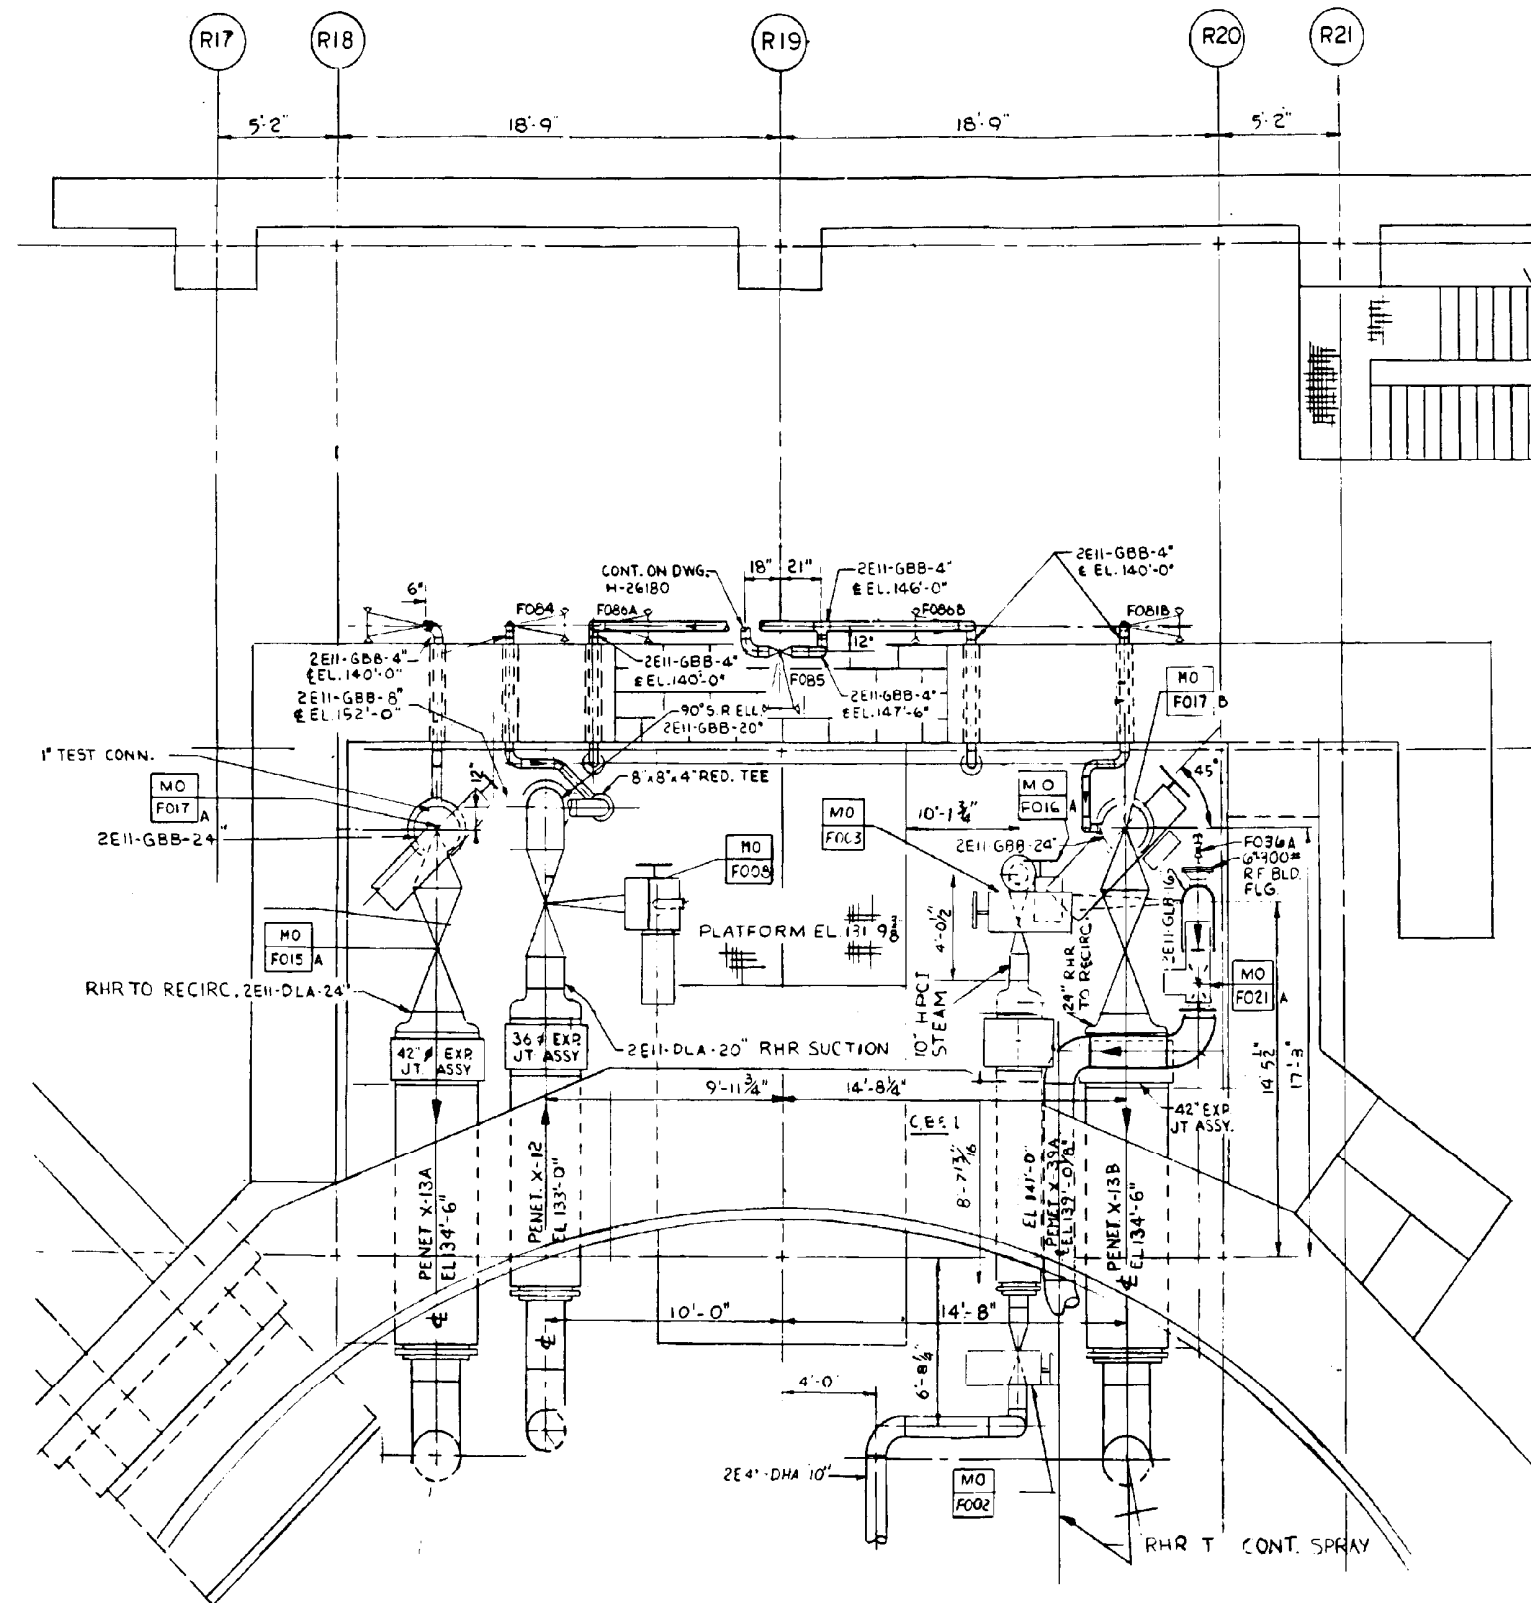 R17 R18 R19 R20 R21
5'-2" 18'-9" 18'-9" 5'-2"
CONT. ON DWG.
H-26180
18" 21"
2E11-GBB-4"
℄ EL. 146'-0"
2E11-GBB-4"
℄ EL. 140'-0"
6"
F084
F086A
F086B
F081B
12"
2E11-GBB-4"
℄ EL. 140'-0"
2E11-GBB-4"
℄ EL. 140'-0"
F085
2E11-GBB-4"
℄ EL. 147'-6"
MO
F017 B
2E11-GBB-8"
℄ EL. 152'-0"
90° S.R ELL.
2E11-GBB-20"
1" TEST CONN.
12"
8"x8"x4" RED. TEE
45°
MO
F017 A
MO
F003
10'-1 3/4"
MO
F016 A
2E11-GBB-24"
2E11-GBB-24"
F036A
6"-300#
R F BLD.
FLG.
MO
F008
4'-0 1/2"
PLATFORM EL. 131'-9 3/8"
MO
F015 A
24" RHR
TO RECIRC.
MO
F021 A
RHR TO RECIRC. 2E11-DLA-24"
10" HPCI
STEAM
42" ∅ EXP.
JT. ASSY
36" ∅ EXP.
JT. ASSY
2E11-DLA-20" RHR SUCTION
14'-5 1/2"
17'-3"
9'-11 3/4"
14'-8 1/4"
42" EXP.
JT ASSY.
8'-7 13/16"
PENET. X-13A
EL 134'-6"
PENET. X-12
EL 133'-0"
EL 141'-0"
PENET X-39A
℄ EL. 139'-0 1/8"
PENET. X-13B
EL 134'-6"
℄
℄
℄
10'-0"
14'-8"
6'-8 1/4"
4'-0"
MO
F002
RHR T CONT. SPRAY